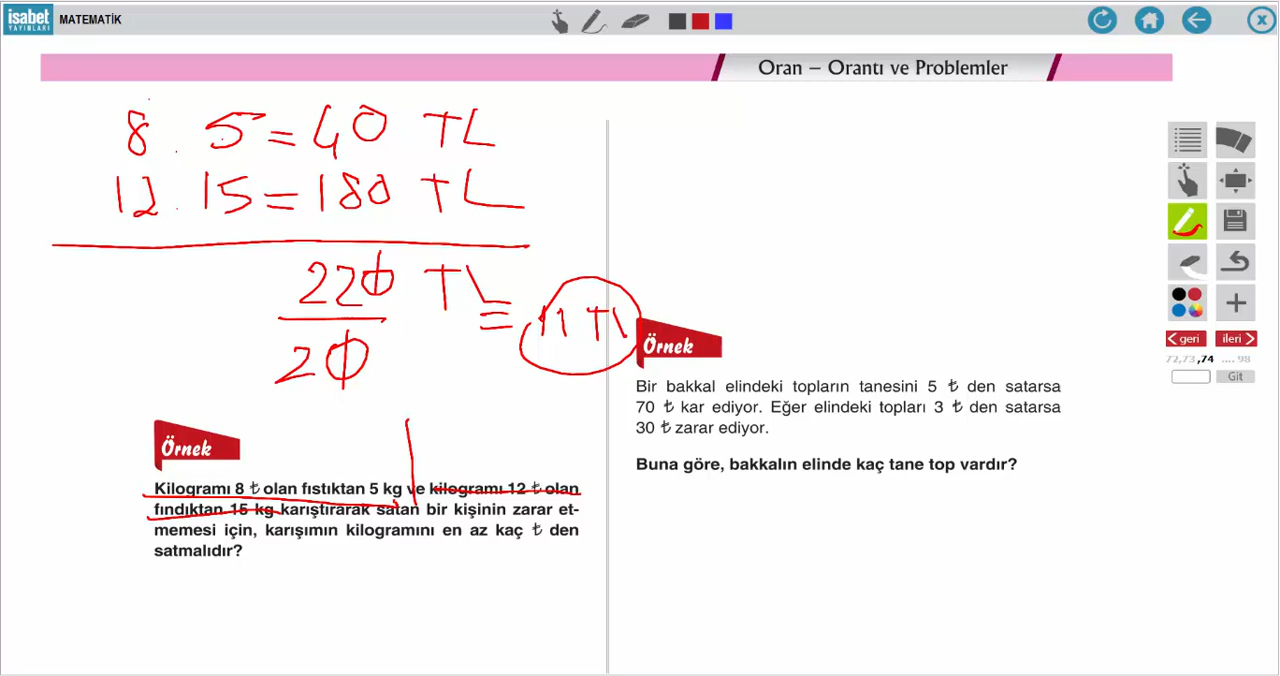 isabet
YAYINLARI
MATEMATİK
Oran – Orantı ve Problemler
8 . 5 = 40 TL
12 . 15 = 180 TL
220 TL
20
= 11 TL
Örnek
Kilogramı 8 ₺ olan fıstıktan 5 kg ve kilogramı 12 ₺ olan
fındıktan 15 kg karıştırarak satan bir kişinin zarar et-
memesi için, karışımın kilogramını en az kaç ₺ den
satmalıdır?
Örnek
Bir bakkal elindeki topların tanesini 5 ₺ den satarsa
70 ₺ kar ediyor. Eğer elindeki topları 3 ₺ den satarsa
30 ₺ zarar ediyor.
Buna göre, bakkalın elinde kaç tane top vardır?
geri
ileri
72,73,74 .... 98
Git